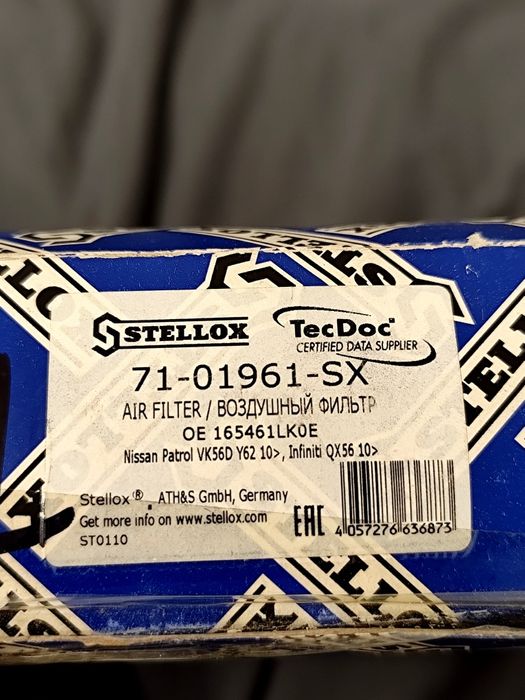 STELLOX
TecDoc
CERTIFIED DATA SUPPLIER
71-01961-SX
AIR FILTER / ВОЗДУШНЫЙ ФИЛЬТР
OE 165461LK0E
Nissan Patrol VK56D Y62 10>, Infiniti QX56 10>
Stellox ® ATH&S GmbH, Germany
Get more info on www.stellox.com
ST0110
EAC
4 057276 636873